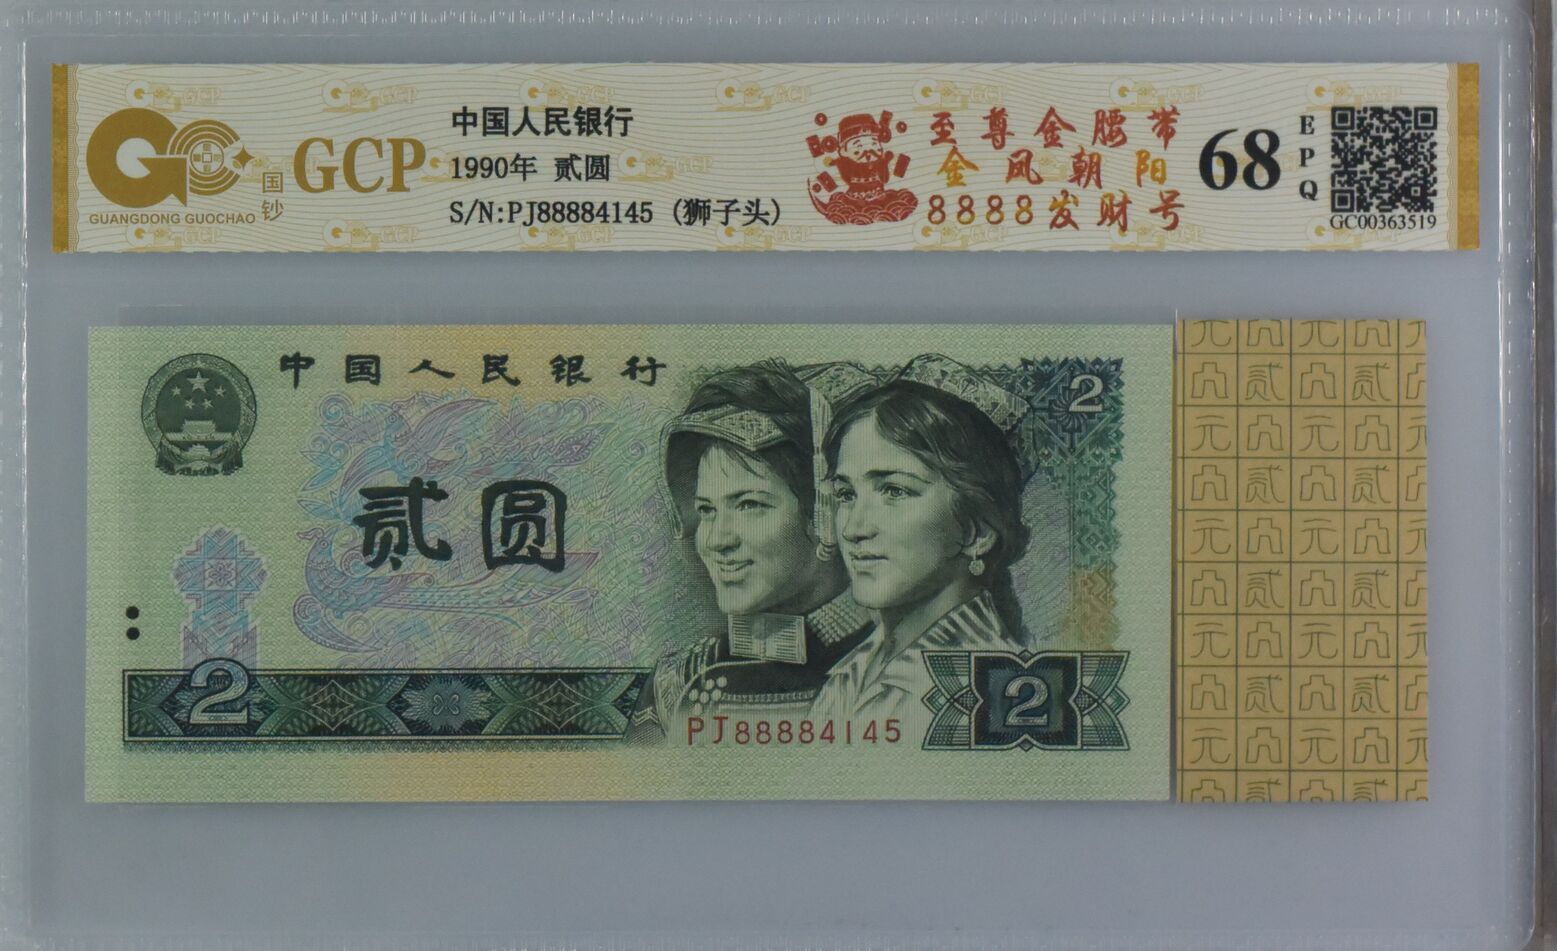 GCP
国钞
GUANGDONG GUOCHAO
中国人民银行
1990年 贰圆
S/N:PJ88884145 (狮子头)
至尊金腰带
金凤朝阳
8888发财号
68
EPQ
GC00363519
中国人民银行
2
贰圆
2
2
PJ88884145